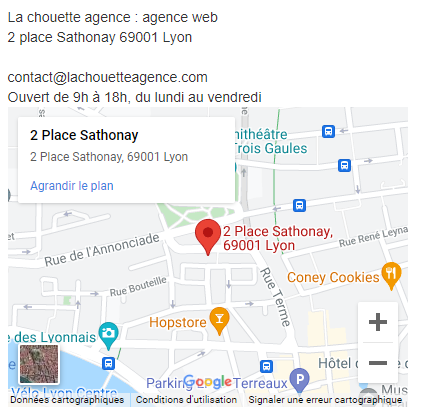 La chouette agence : agence web
2 place Sathonay 69001 Lyon
contact@lachouetteagence.com
Ouvert de 9h à 18h, du lundi au vendredi
2 Place Sathonay
2 Place Sathonay, 69001 Lyon
Agrandir le plan
Trois Gaules
2 Place Sathonay,
69001 Lyon
Rue de l'Annonciade
Rue René Leyna
Rue Bouteille
Rue Terme
Coney Cookies
Hopstore
e des Lyonnais
Hôtel de
Vélo Lyon Centre
Parking
Terreaux
Google
Données cartographiques
Conditions d'utilisation
Signaler une erreur cartographique